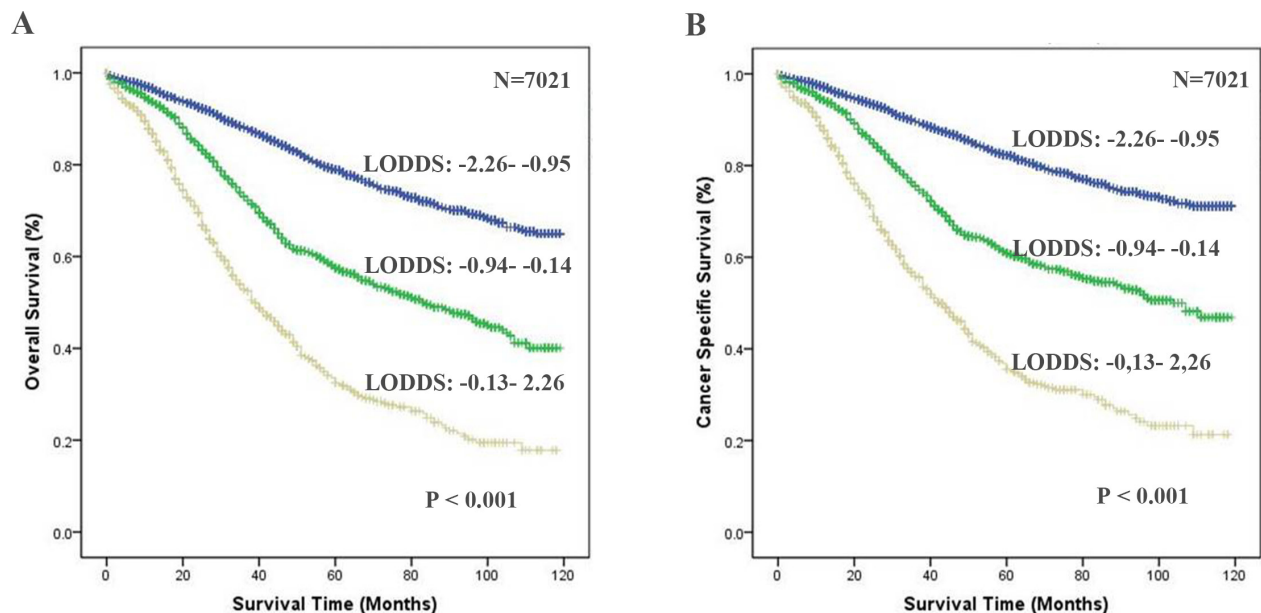 A
N=7021
LODDS: -2.26- -0.95
LODDS: -0.94- -0.14
LODDS: -0.13- 2.26
P < 0.001
Overall Survival (%)
1.0
0.8
0.6
0.4
0.2
0.0
0 20 40 60 80 100 120
Survival Time (Months)
B
N=7021
LODDS: -2.26- -0.95
LODDS: -0.94- -0.14
LODDS: -0,13- 2,26
P < 0.001
Cancer Specific Survival (%)
1.0
0.8
0.6
0.4
0.2
0.0
0 20 40 60 80 100 120
Survival Time (Months)